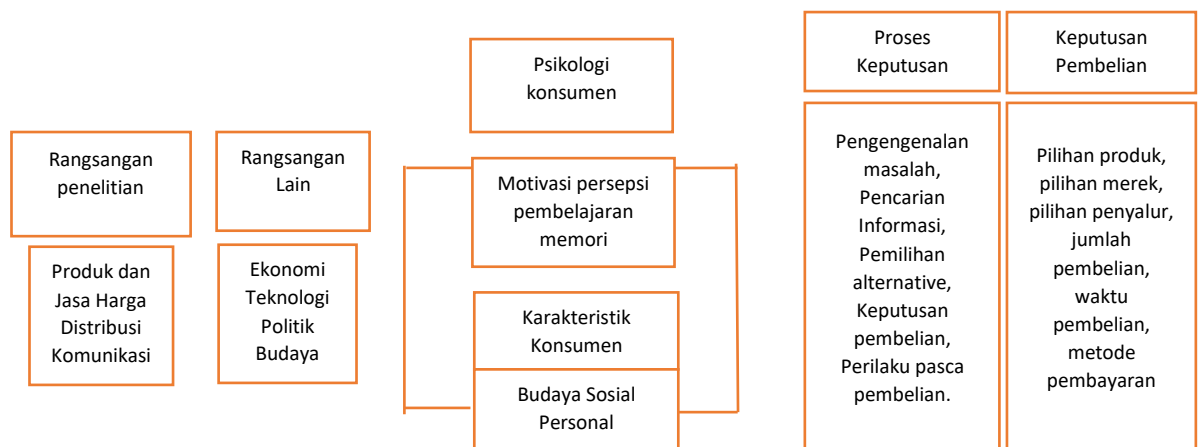 Rangsangan
penelitian
Produk dan
Jasa Harga
Distribusi
Komunikasi
Rangsangan
Lain
Ekonomi
Teknologi
Politik
Budaya
Psikologi
konsumen
Motivasi persepsi
pembelajaran
memori
Karakteristik
Konsumen
Budaya Sosial
Personal
Proses
Keputusan
Pengengenalan
masalah,
Pencarian
Informasi,
Pemilihan
alternative,
Keputusan
pembelian,
Perilaku pasca
pembelian.
Keputusan
Pembelian
Pilihan produk,
pilihan merek,
pilihan penyalur,
jumlah
pembelian,
waktu
pembelian,
metode
pembayaran